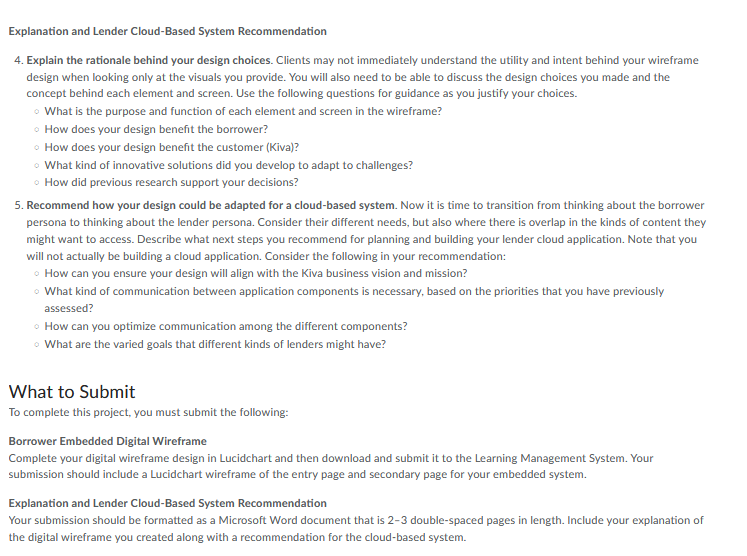 Explanation and Lender Cloud-Based System Recommendation
4. Explain the rationale behind your design choices. Clients may not immediately understand the utility and intent behind your wireframe
design when looking only at the visuals you provide. You will also need to be able to discuss the design choices you made and the
concept behind each element and screen. Use the following questions for guidance as you justify your choices.
○ What is the purpose and function of each element and screen in the wireframe?
○ How does your design benefit the borrower?
○ How does your design benefit the customer (Kiva)?
○ What kind of innovative solutions did you develop to adapt to challenges?
○ How did previous research support your decisions?
5. Recommend how your design could be adapted for a cloud-based system. Now it is time to transition from thinking about the borrower
persona to thinking about the lender persona. Consider their different needs, but also where there is overlap in the kinds of content they
might want to access. Describe what next steps you recommend for planning and building your lender cloud application. Note that you
will not actually be building a cloud application. Consider the following in your recommendation:
○ How can you ensure your design will align with the Kiva business vision and mission?
○ What kind of communication between application components is necessary, based on the priorities that you have previously
assessed?
○ How can you optimize communication among the different components?
○ What are the varied goals that different kinds of lenders might have?
What to Submit
To complete this project, you must submit the following:
Borrower Embedded Digital Wireframe
Complete your digital wireframe design in Lucidchart and then download and submit it to the Learning Management System. Your
submission should include a Lucidchart wireframe of the entry page and secondary page for your embedded system.
Explanation and Lender Cloud-Based System Recommendation
Your submission should be formatted as a Microsoft Word document that is 2–3 double-spaced pages in length. Include your explanation of
the digital wireframe you created along with a recommendation for the cloud-based system.